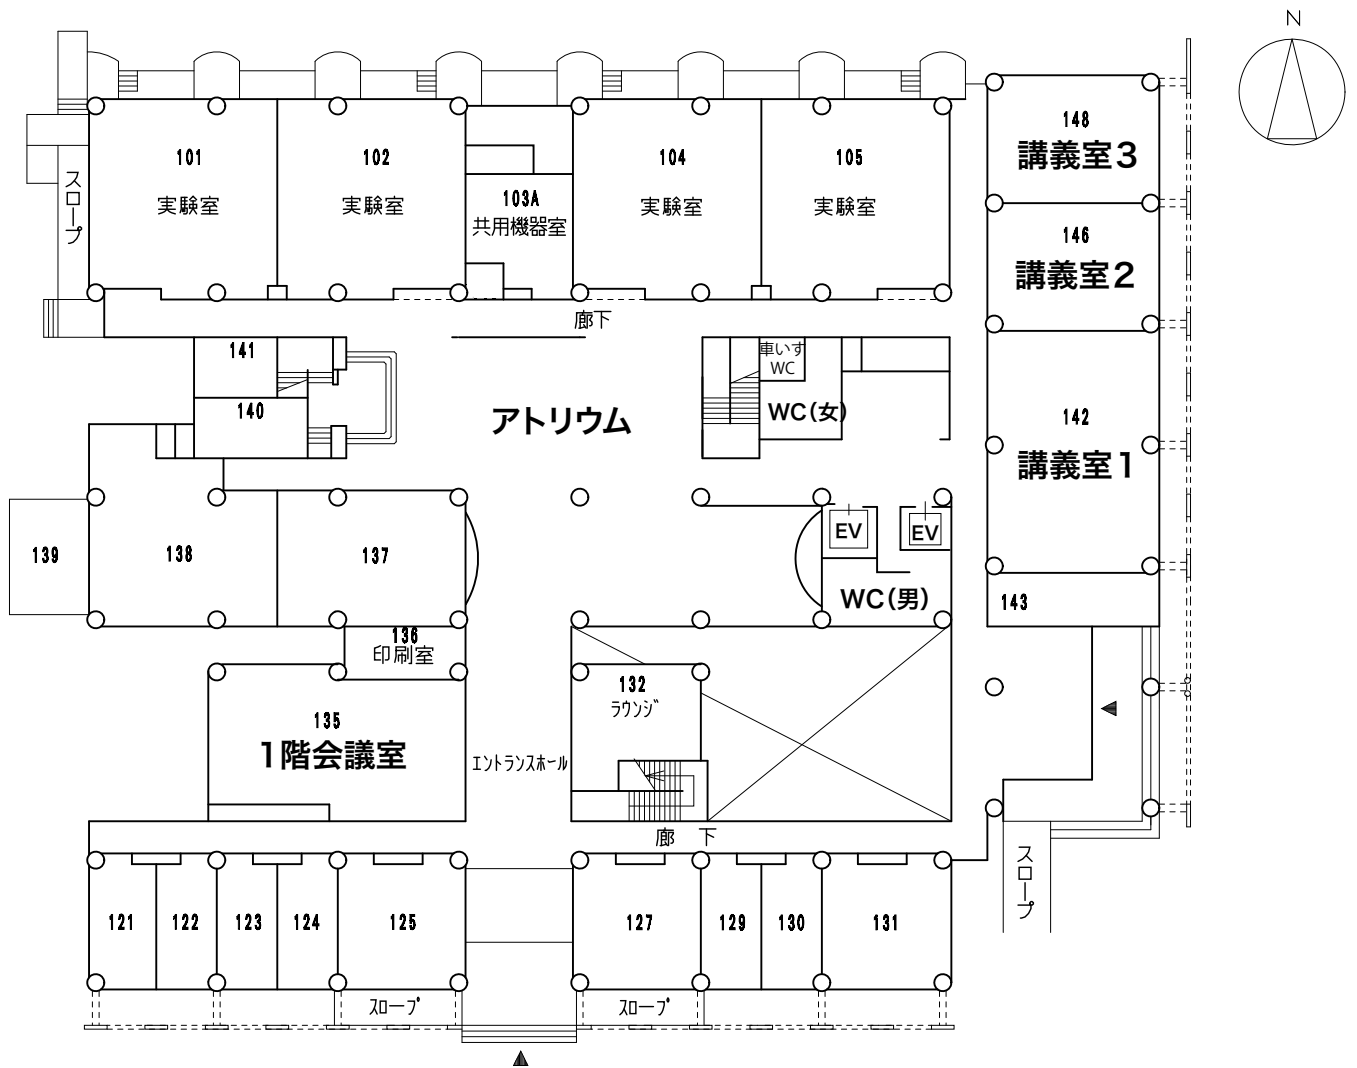 N
148
講義室3
101
実験室
102
実験室
103A
共用機器室
104
実験室
105
実験室
スロープ
146
講義室2
廊下
141
車いす
WC
WC(女)
140
アトリウム
142
講義室1
EV
EV
139
138
137
WC(男)
143
136
印刷室
132
ラウンジ
135
1階会議室
エントランスホール
廊 下
スロープ
121
122
123
124
125
127
129
130
131
スロープ
スロープ